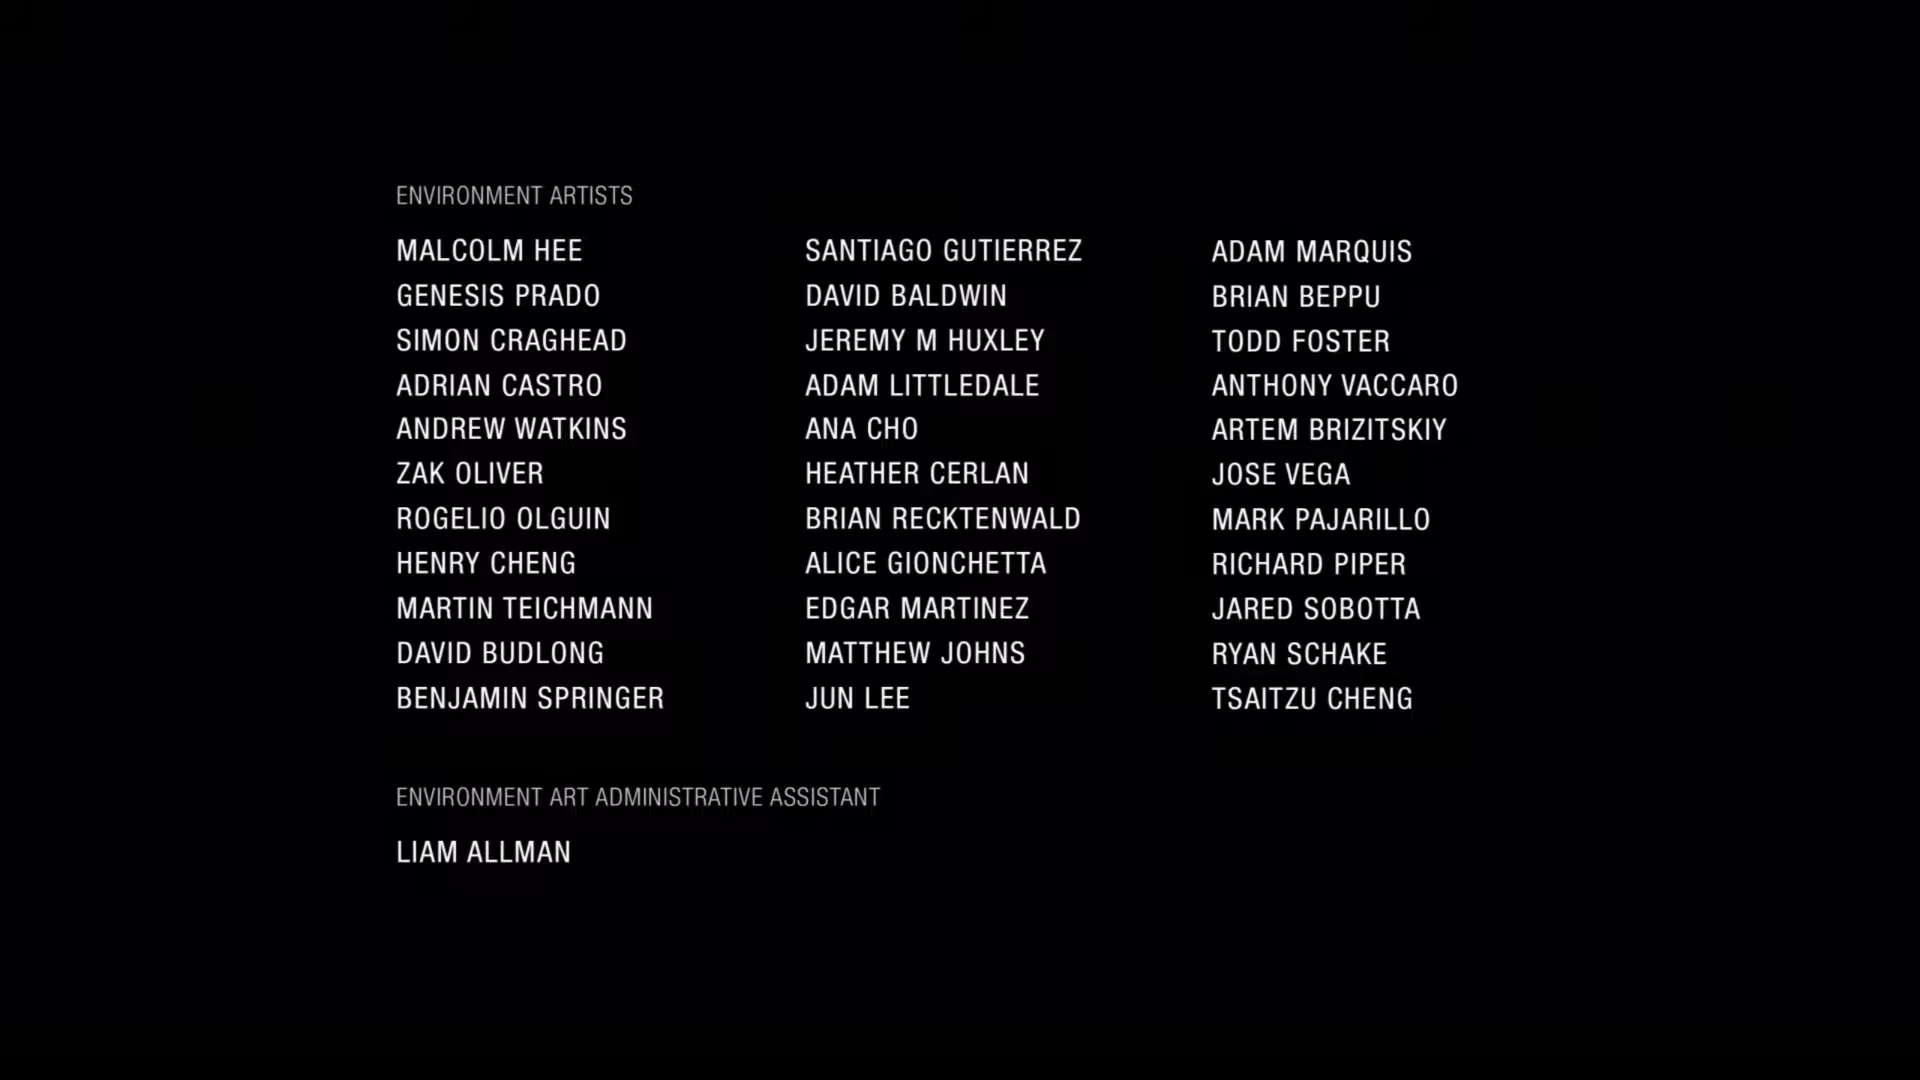 ENVIRONMENT ARTISTS
MALCOLM HEE
GENESIS PRADO
SIMON CRAGHEAD
ADRIAN CASTRO
ANDREW WATKINS
ZAK OLIVER
ROGELIO OLGUIN
HENRY CHENG
MARTIN TEICHMANN
DAVID BUDLONG
BENJAMIN SPRINGER
SANTIAGO GUTIERREZ
DAVID BALDWIN
JEREMY M HUXLEY
ADAM LITTLEDALE
ANA CHO
HEATHER CERLAN
BRIAN RECKTENWALD
ALICE GIONCHETTA
EDGAR MARTINEZ
MATTHEW JOHNS
JUN LEE
ADAM MARQUIS
BRIAN BEPPU
TODD FOSTER
ANTHONY VACCARO
ARTEM BRIZITSKIY
JOSE VEGA
MARK PAJARILLO
RICHARD PIPER
JARED SOBOTTA
RYAN SCHAKE
TSAITZU CHENG
ENVIRONMENT ART ADMINISTRATIVE ASSISTANT
LIAM ALLMAN